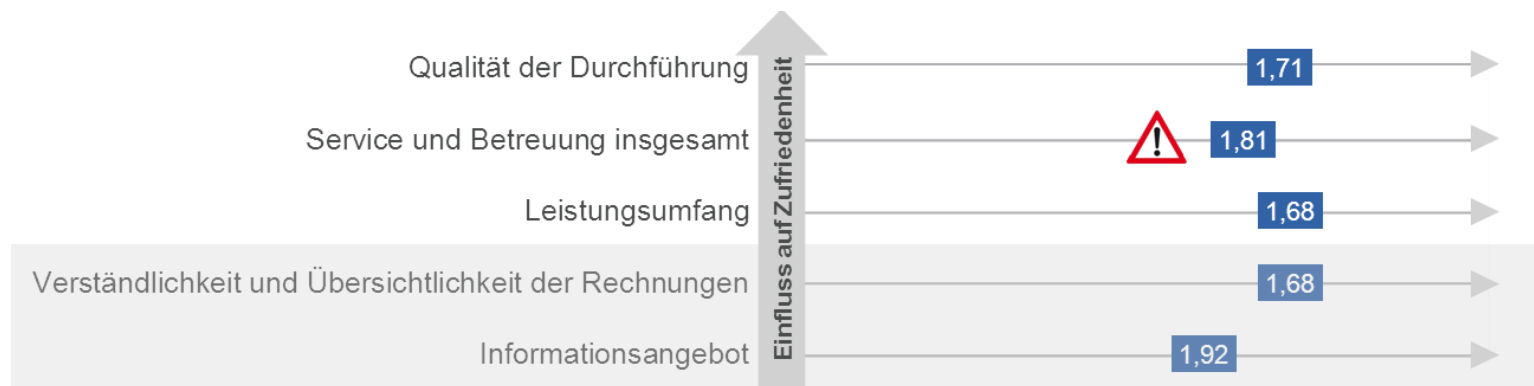 Qualität der Durchführung
1,71
Service und Betreuung insgesamt
!
1,81
Leistungsumfang
1,68
Verständlichkeit und Übersichtlichkeit der Rechnungen
1,68
Informationsangebot
1,92
Einfluss auf Zufriedenheit